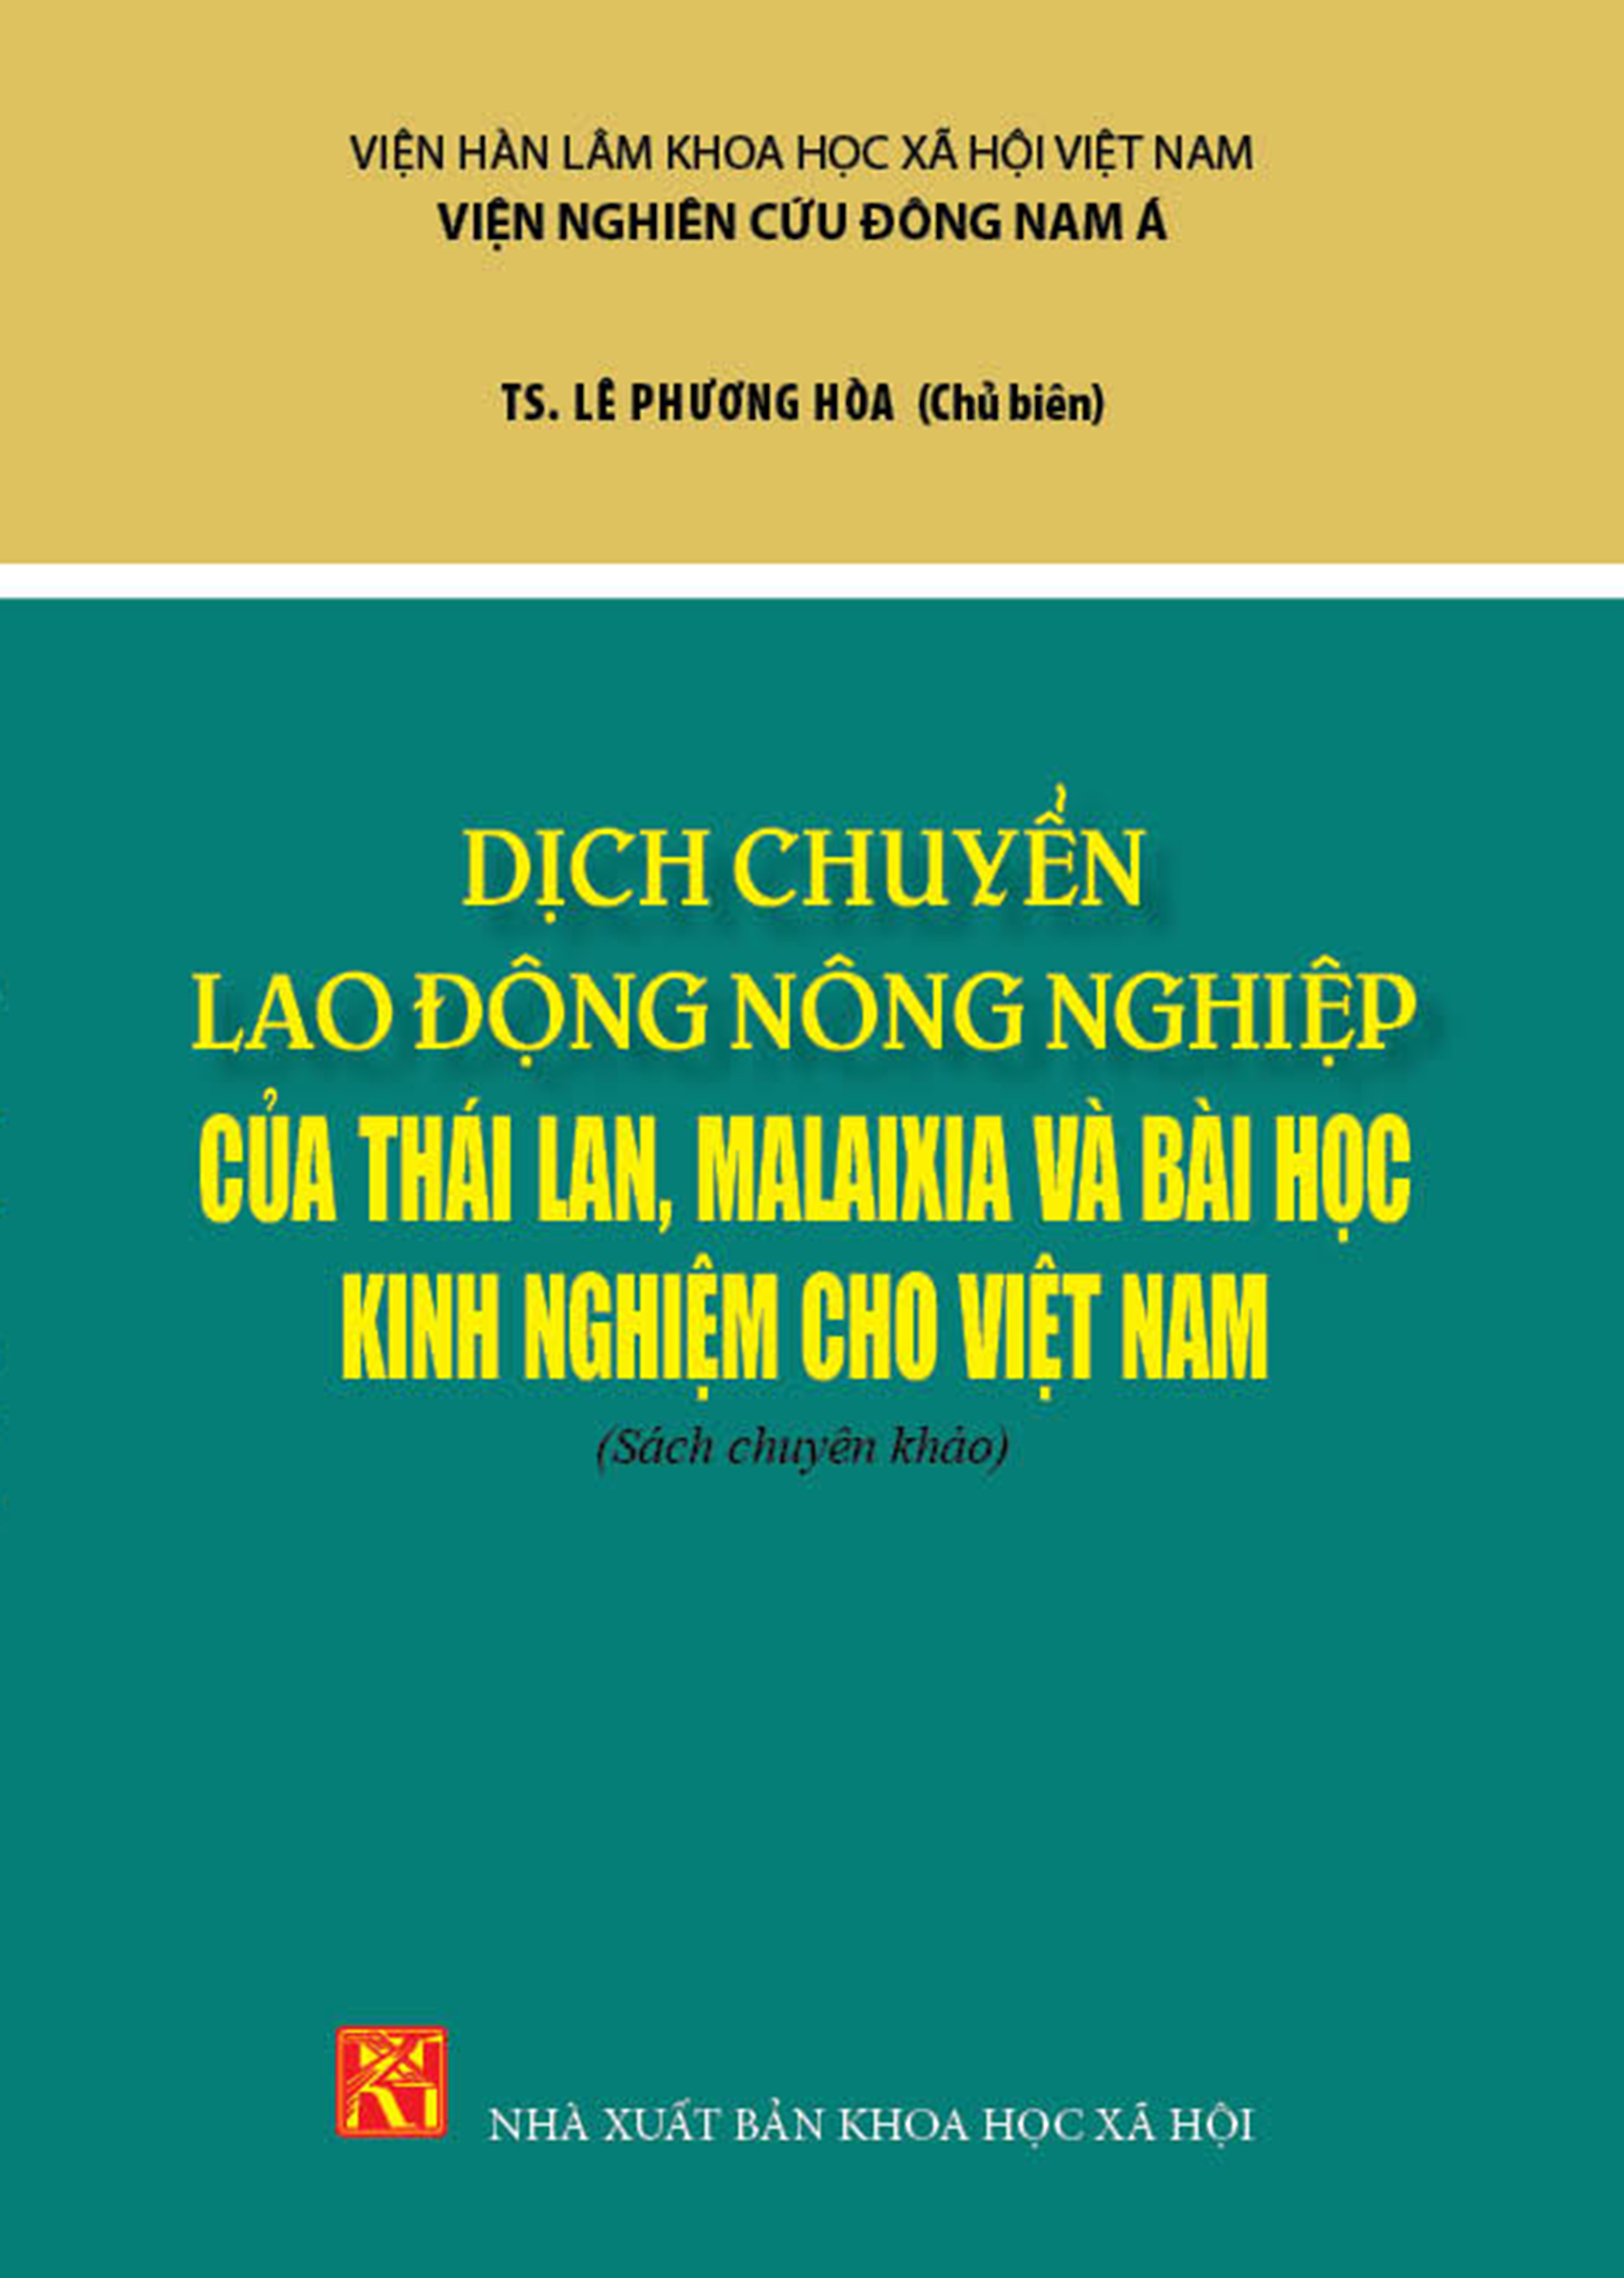 VIỆN HÀN LÂM KHOA HỌC XÃ HỘI VIỆT NAM
VIỆN NGHIÊN CỨU ĐÔNG NAM Á
TS. LÊ PHƯƠNG HÒA (Chủ biên)
DỊCH CHUYỂN
LAO ĐỘNG NÔNG NGHIỆP
CỦA THÁI LAN, MALAIXIA VÀ BÀI HỌC
KINH NGHIỆM CHO VIỆT NAM
(Sách chuyên khảo)
NHÀ XUẤT BẢN KHOA HỌC XÃ HỘI